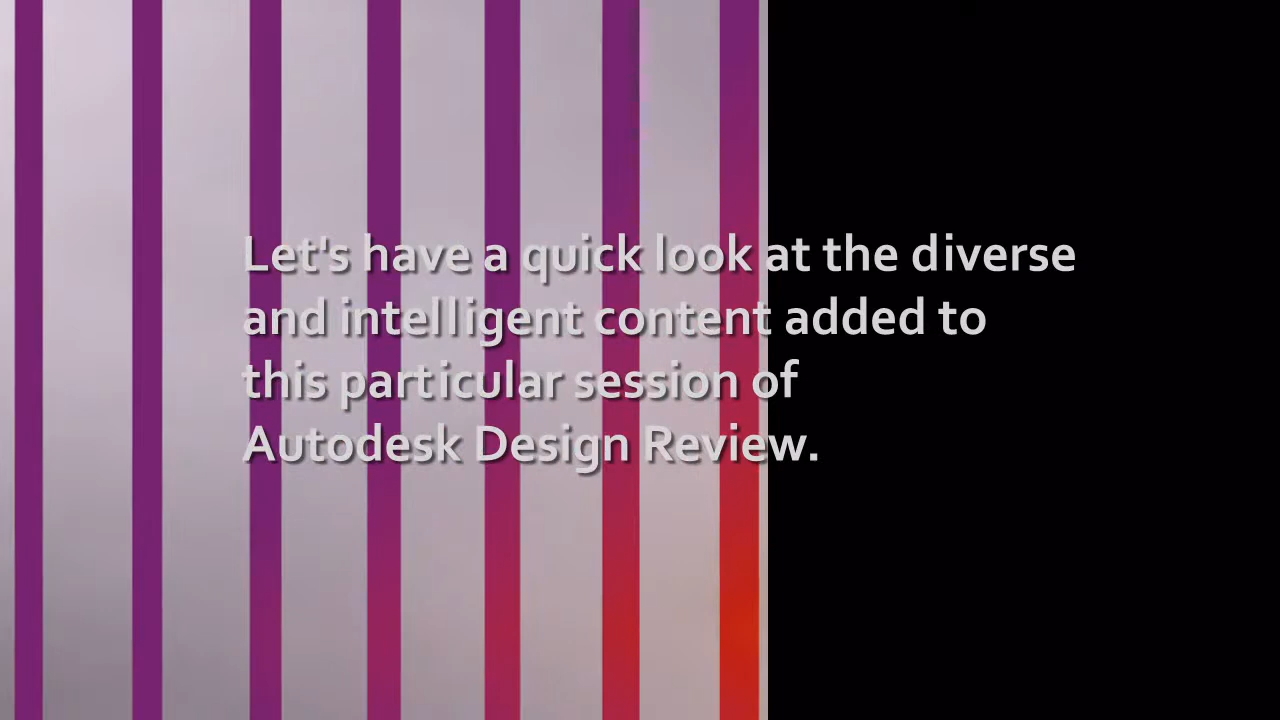 Let's have a quick look at the diverse
and intelligent content added to
this particular session of
Autodesk Design Review.